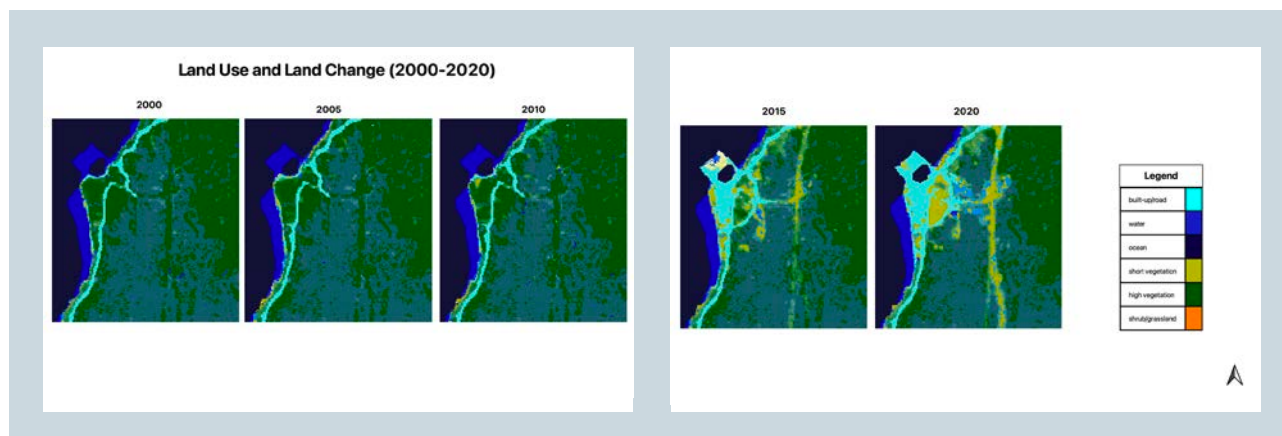 Land Use and Land Change (2000-2020)
2000
2005
2010
2015
2020
Legend
built-up/road
water
ocean
short vegetation
high vegetation
shrub/grassland